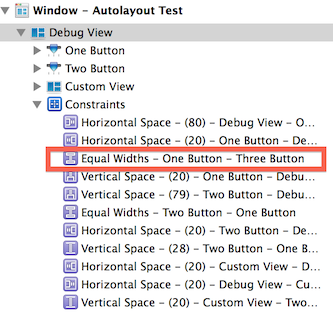 Window – Autolayout Test
Debug View
One Button
Two Button
Custom View
Constraints
Horizontal Space – (80) – Debug View – O...
Horizontal Space – (20) – One Button – De...
Equal Widths – One Button – Three Button
Vertical Space – (20) – One Button – Debu...
Vertical Space – (79) – Two Button – Debu...
Equal Widths – Two Button – One Button
Horizontal Space – (20) – Two Button – De...
Vertical Space – (28) – Two Button – One B...
Horizontal Space – (20) – Custom View – D...
Horizontal Space – (20) – Debug View – Cu...
Vertical Space – (20) – Custom View – Two...